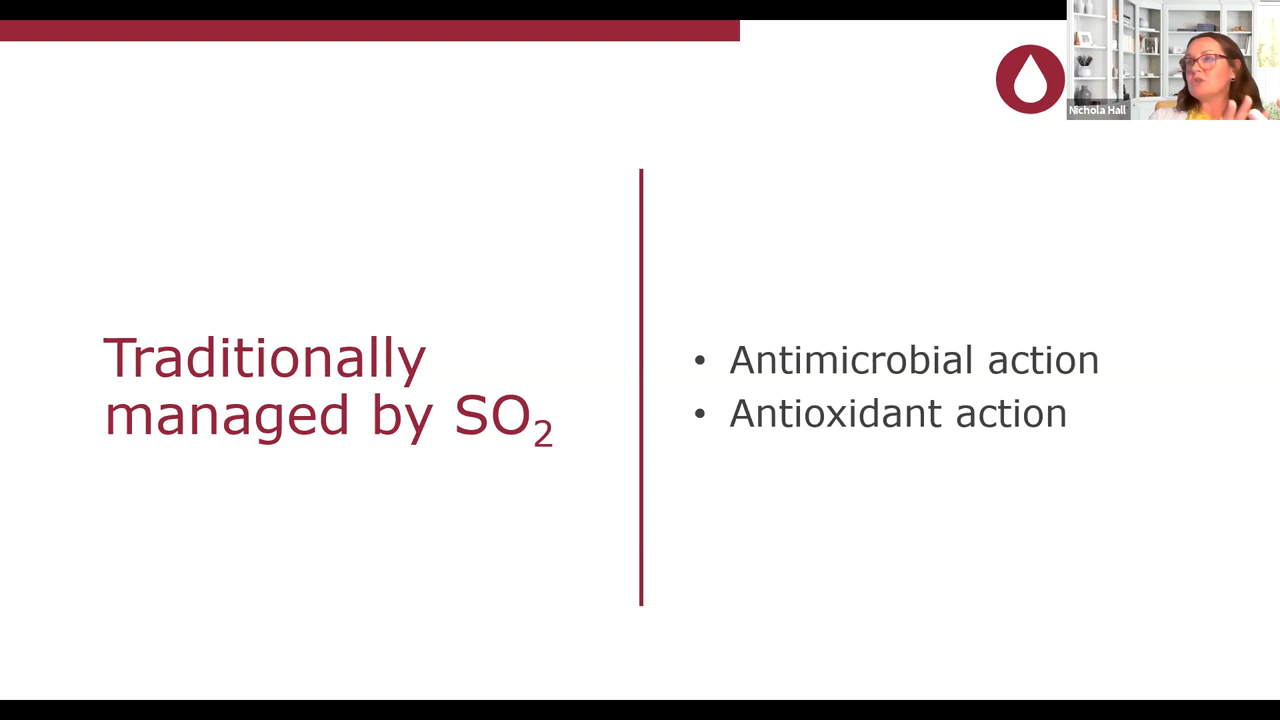 Nichola Hall
Traditionally
managed by SO₂
• Antimicrobial action
• Antioxidant action